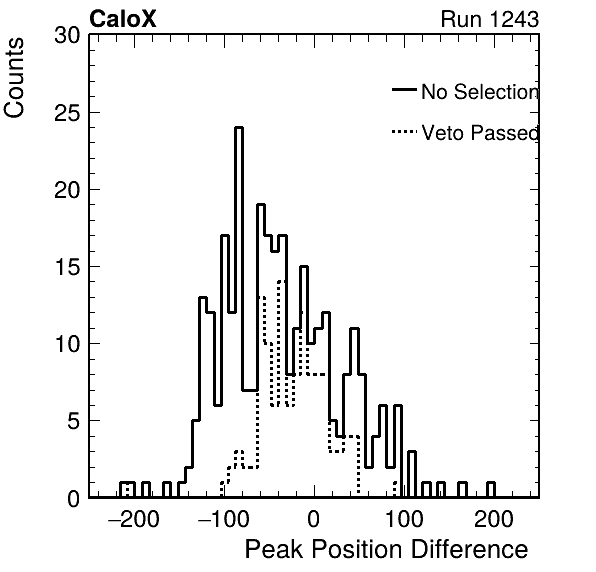 CaloX Run 1243
Counts
30
25
20
15
10
5
0
No Selection
Veto Passed
−200 −100 0 100 200
Peak Position Difference